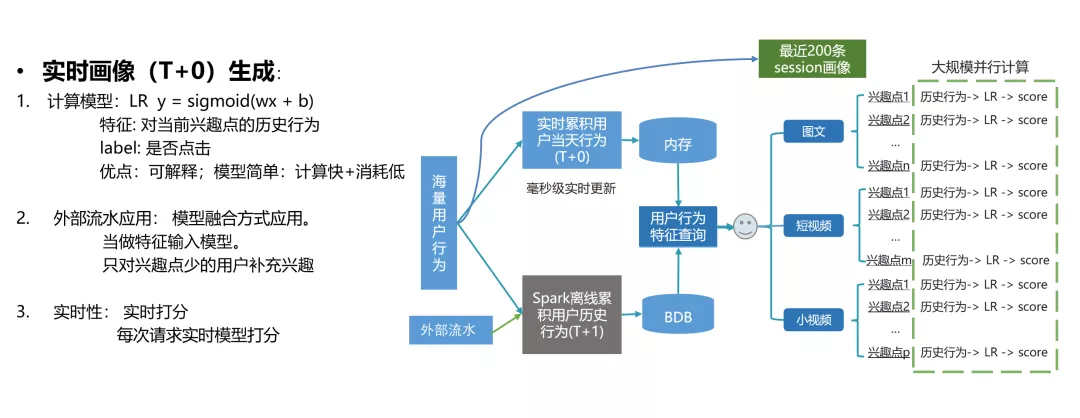 • 实时画像（T+0）生成：
1. 计算模型：LR y = sigmoid(wx + b)
特征: 对当前兴趣点的历史行为
label: 是否点击
优点：可解释；模型简单：计算快+消耗低
2. 外部流水应用： 模型融合方式应用。
当做特征输入模型。
只对兴趣点少的用户补充兴趣
3. 实时性： 实时打分
每次请求实时模型打分
海量用户行为
外部流水
实时累积用
户当天行为
(T+0)
毫秒级实时更新
Spark离线累
积用户历史
行为(T+1)
内存
用户行为
特征查询
BDB
最近200条
session画像
大规模并行计算
图文
兴趣点1 历史行为-> LR -> score
兴趣点2 历史行为-> LR -> score
...
兴趣点n 历史行为-> LR -> score
短视频
兴趣点1 历史行为-> LR -> score
兴趣点2 历史行为-> LR -> score
...
兴趣点m 历史行为-> LR -> score
小视频
兴趣点1 历史行为-> LR -> score
兴趣点2 历史行为-> LR -> score
...
兴趣点p 历史行为-> LR -> score